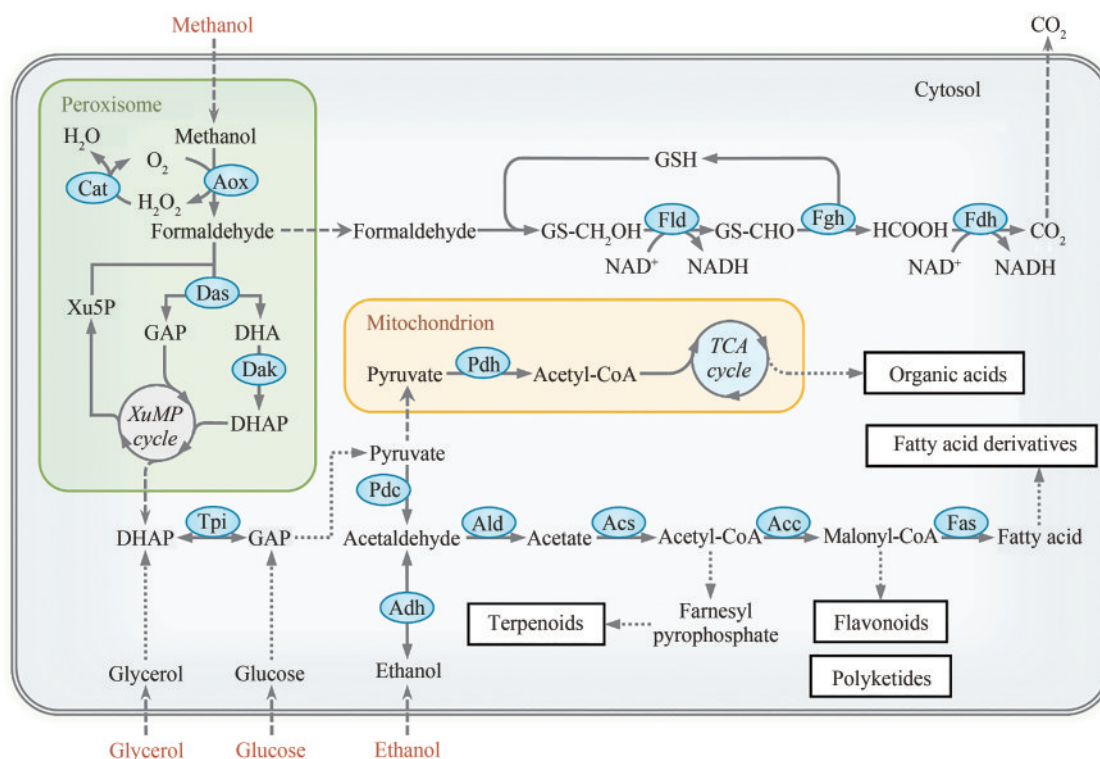 Methanol
CO₂
Cytosol
Peroxisome
H₂O
Methanol
O₂
Cat
Aox
H₂O₂
Formaldehyde
GSH
Formaldehyde
GS-CH₂OH
Fld
GS-CHO
Fgh
HCOOH
Fdh
CO₂
NAD⁺
NADH
NAD⁺
NADH
Das
Xu5P
GAP
DHA
Dak
DHAP
XuMP
cycle
Mitochondrion
Pyruvate
Pdh
Acetyl-CoA
TCA
cycle
Organic acids
Fatty acid derivatives
Pyruvate
Pdc
DHAP
Tpi
GAP
Acetaldehyde
Ald
Acetate
Acs
Acetyl-CoA
Acc
Malonyl-CoA
Fas
Fatty acid
Adh
Terpenoids
Farnesyl
pyrophosphate
Flavonoids
Polyketides
Glycerol
Glucose
Ethanol
Glycerol
Glucose
Ethanol